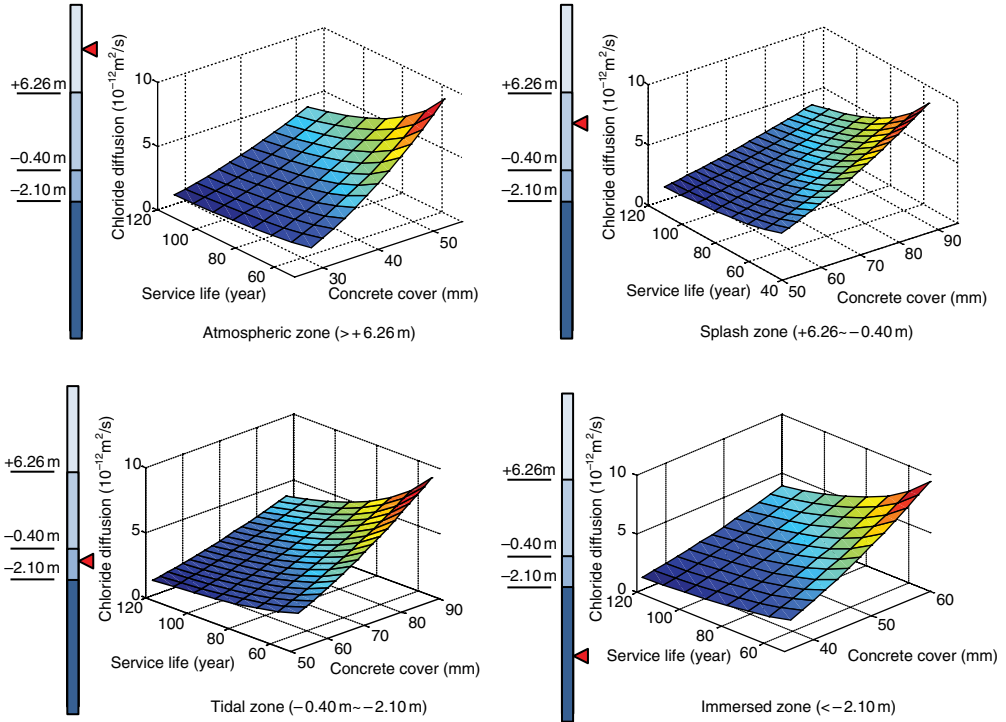 +6.26 m
−0.40 m
−2.10 m
Chloride diffusion (10⁻¹²m²/s)
10
5
0
120
100
80
60
30
40
50
Service life (year)
Concrete cover (mm)
Atmospheric zone (>+6.26 m)
+6.26 m
−0.40 m
−2.10 m
Chloride diffusion (10⁻¹²m²/s)
10
5
0
120
100
80
60
40
50
60
70
80
90
Service life (year)
Concrete cover (mm)
Splash zone (+6.26~−0.40 m)
+6.26 m
−0.40 m
−2.10 m
Chloride diffusion (10⁻¹²m²/s)
10
5
0
120
100
80
60
50
60
70
80
90
Service life (year)
Concrete cover (mm)
Tidal zone (−0.40 m~−2.10 m)
+6.26 m
−0.40 m
−2.10 m
Chloride diffusion (10⁻¹²m²/s)
10
5
0
120
100
80
60
40
50
60
Service life (year)
Concrete cover (mm)
Immersed zone (<−2.10 m)